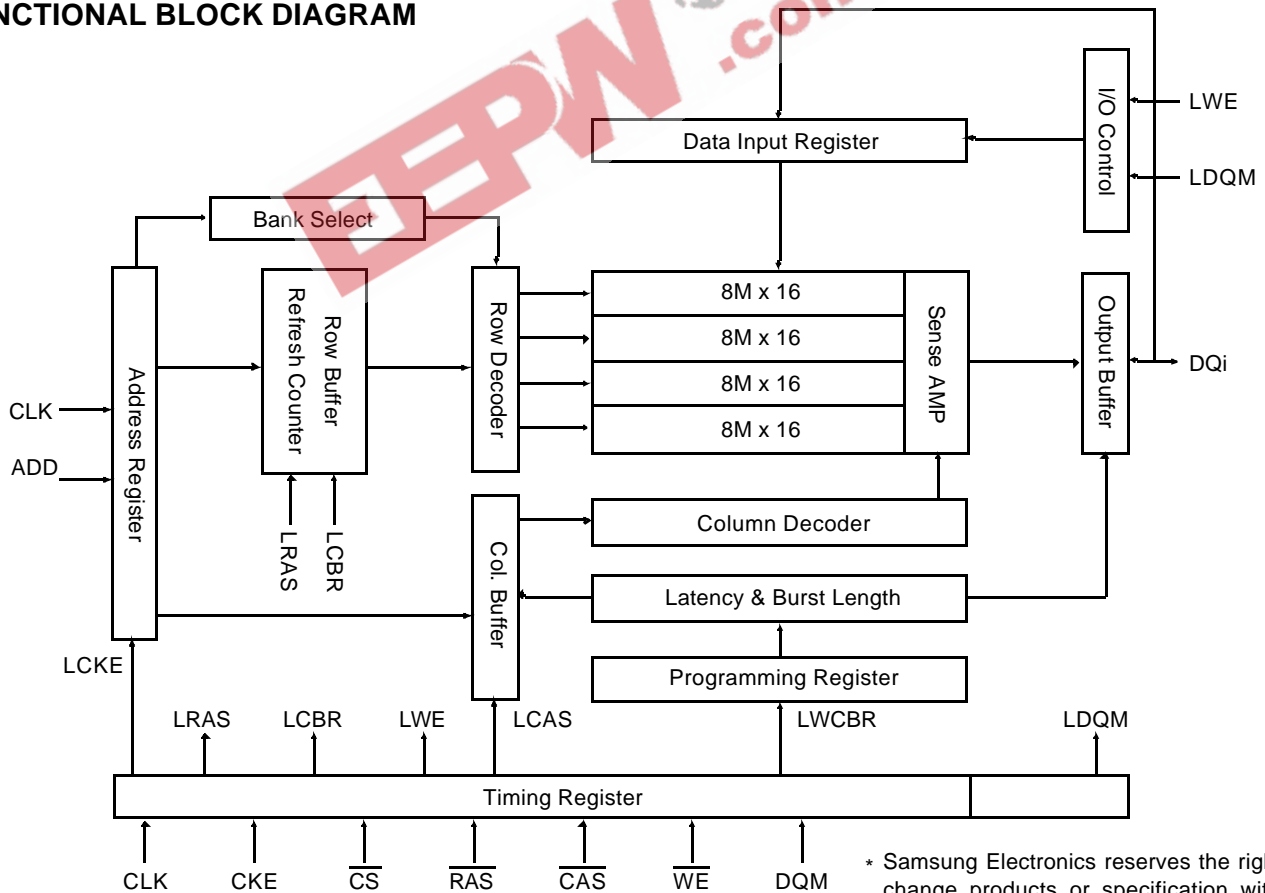 NCTIONAL BLOCK DIAGRAM
EEPW.com
I/O Control
LWE
Data Input Register
LDQM
Bank Select
8M x 16
8M x 16
8M x 16
8M x 16
Sense AMP
Output Buffer
DQi
Row Decoder
Row Buffer
Refresh Counter
Address Register
CLK
ADD
LRAS
LCBR
Col. Buffer
Column Decoder
Latency & Burst Length
Programming Register
LCKE
LRAS
LCBR
LWE
LCAS
LWCBR
LDQM
Timing Register
CLK
CKE
CS
RAS
CAS
WE
DQM
* Samsung Electronics reserves the righ
change products or specification wit